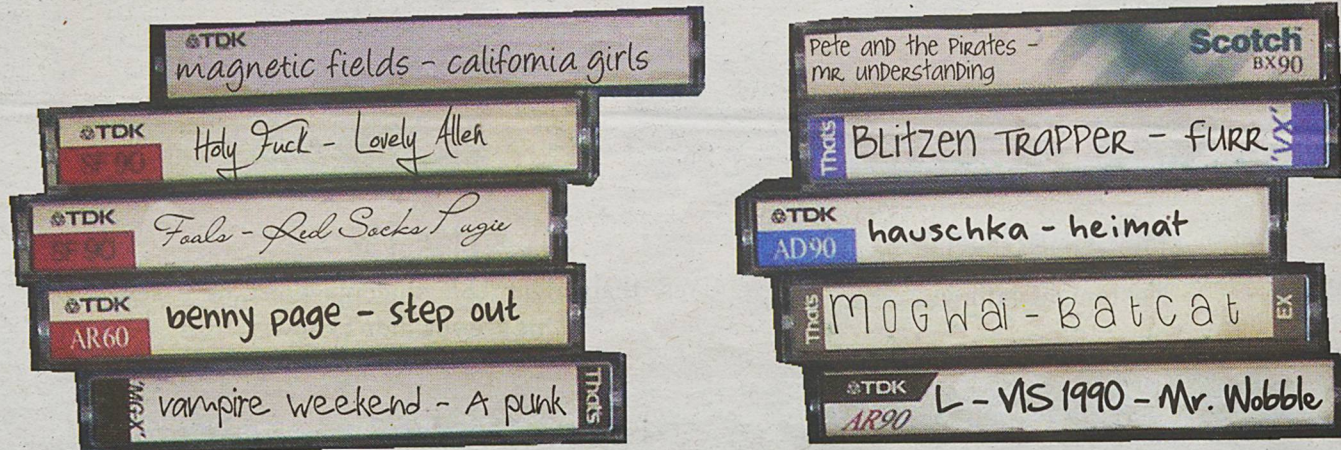 TDK
magnetic fields - california girls
TDK
SF 90
Holy Fuck - Lovely Allen
TDK
SF 90
Foals - Red Socks Pugie
TDK
AR60
benny page - step out
'MG-X'
vampire weekend - A punk
That's
Pete and the Pirates -
mr understanding
Scotch
BX90
That's
Blitzen Trapper - Furr
'VX'
TDK
AD90
hauschka - heimat
That's
Mogwai - Batcat
EX
TDK
AR90
L - VIS 1990 - Mr. Wobble